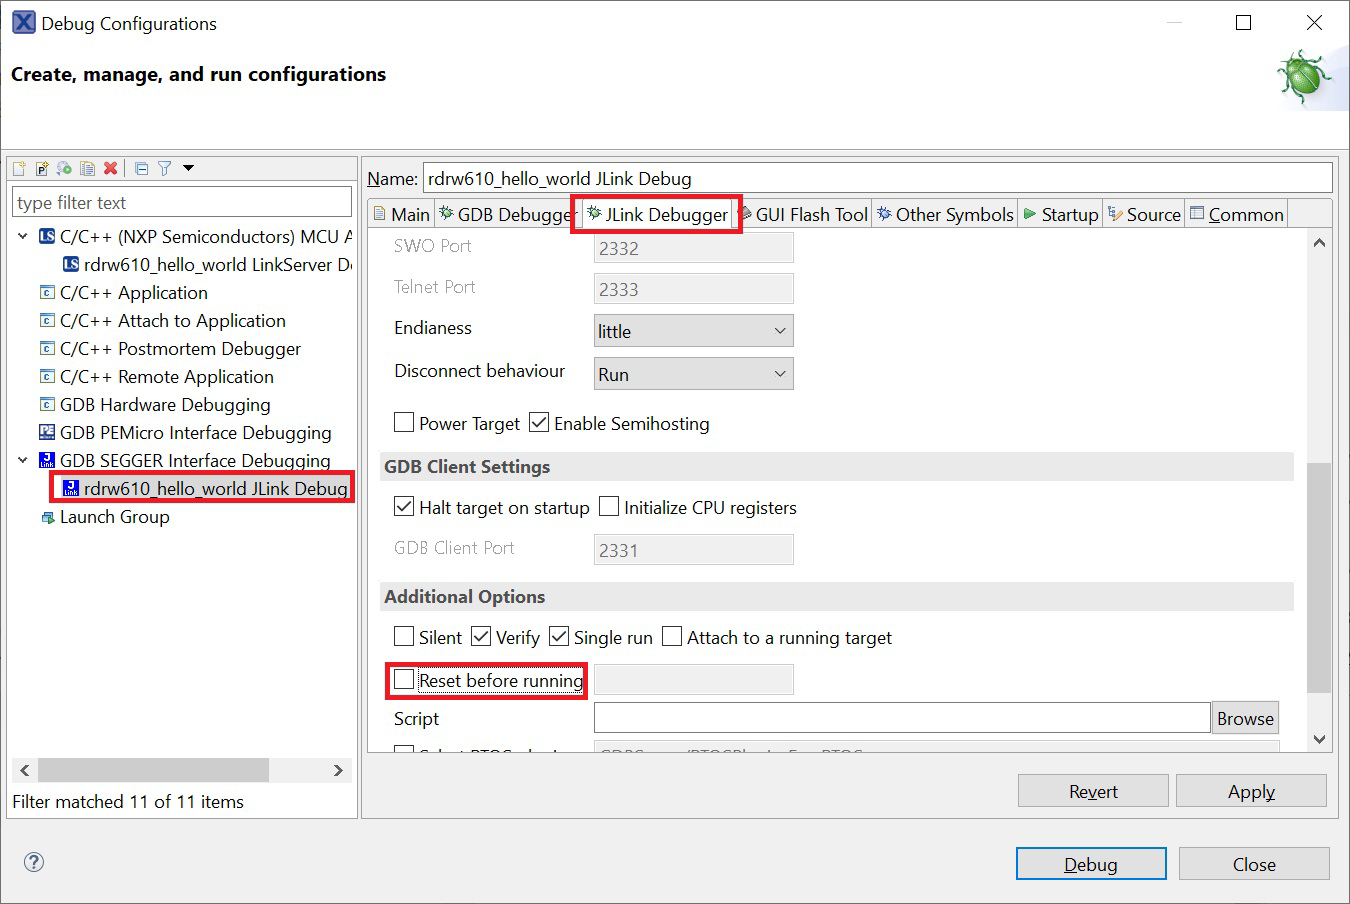 Debug Configurations
Create, manage, and run configurations
type filter text
C/C++ (NXP Semiconductors) MCU A
rdrw610_hello_world LinkServer De
C/C++ Application
C/C++ Attach to Application
C/C++ Postmortem Debugger
C/C++ Remote Application
GDB Hardware Debugging
GDB PEMicro Interface Debugging
GDB SEGGER Interface Debugging
rdrw610_hello_world JLink Debug
Launch Group
Filter matched 11 of 11 items
Name: rdrw610_hello_world JLink Debug
Main GDB Debugger JLink Debugger GUI Flash Tool Other Symbols Startup Source Common
SWO Port 2332
Telnet Port 2333
Endianess little
Disconnect behaviour Run
Power Target Enable Semihosting
GDB Client Settings
Halt target on startup Initialize CPU registers
GDB Client Port 2331
Additional Options
Silent Verify Single run Attach to a running target
Reset before running
Script Browse
Revert Apply
Debug Close